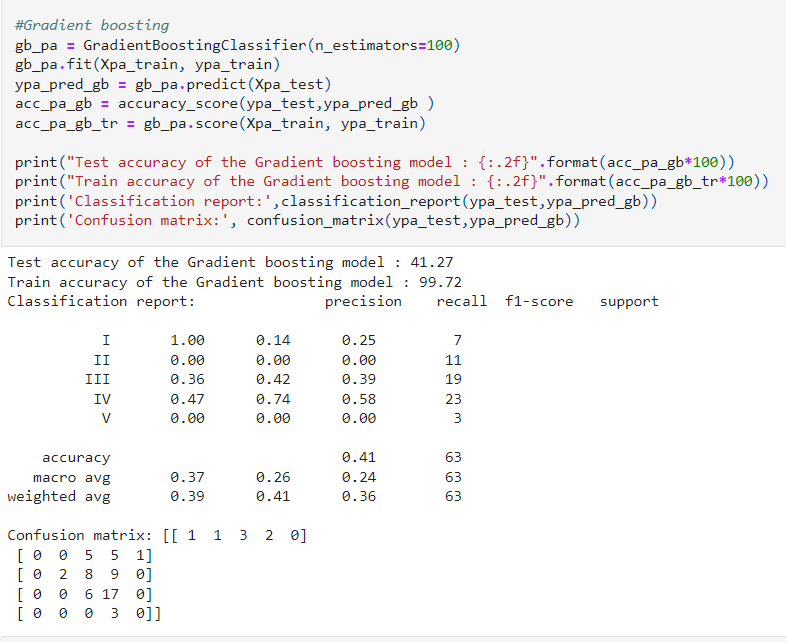 #Gradient boosting
gb_pa = GradientBoostingClassifier(n_estimators=100)
gb_pa.fit(Xpa_train, ypa_train)
ypa_pred_gb = gb_pa.predict(Xpa_test)
acc_pa_gb = accuracy_score(ypa_test,ypa_pred_gb )
acc_pa_gb_tr = gb_pa.score(Xpa_train, ypa_train)

print("Test accuracy of the Gradient boosting model : {:.2f}".format(acc_pa_gb*100))
print("Train accuracy of the Gradient boosting model : {:.2f}".format(acc_pa_gb_tr*100))
print('Classification report:',classification_report(ypa_test,ypa_pred_gb))
print('Confusion matrix:', confusion_matrix(ypa_test,ypa_pred_gb))

Test accuracy of the Gradient boosting model : 41.27
Train accuracy of the Gradient boosting model : 99.72
Classification report:               precision    recall  f1-score   support

           I       1.00      0.14      0.25         7
          II       0.00      0.00      0.00        11
         III       0.36      0.42      0.39        19
          IV       0.47      0.74      0.58        23
           V       0.00      0.00      0.00         3

    accuracy                           0.41        63
   macro avg       0.37      0.26      0.24        63
weighted avg       0.39      0.41      0.36        63

Confusion matrix: [[ 1  1  3  2  0]
 [ 0  0  5  5  1]
 [ 0  2  8  9  0]
 [ 0  0  6 17  0]
 [ 0  0  0  3  0]]